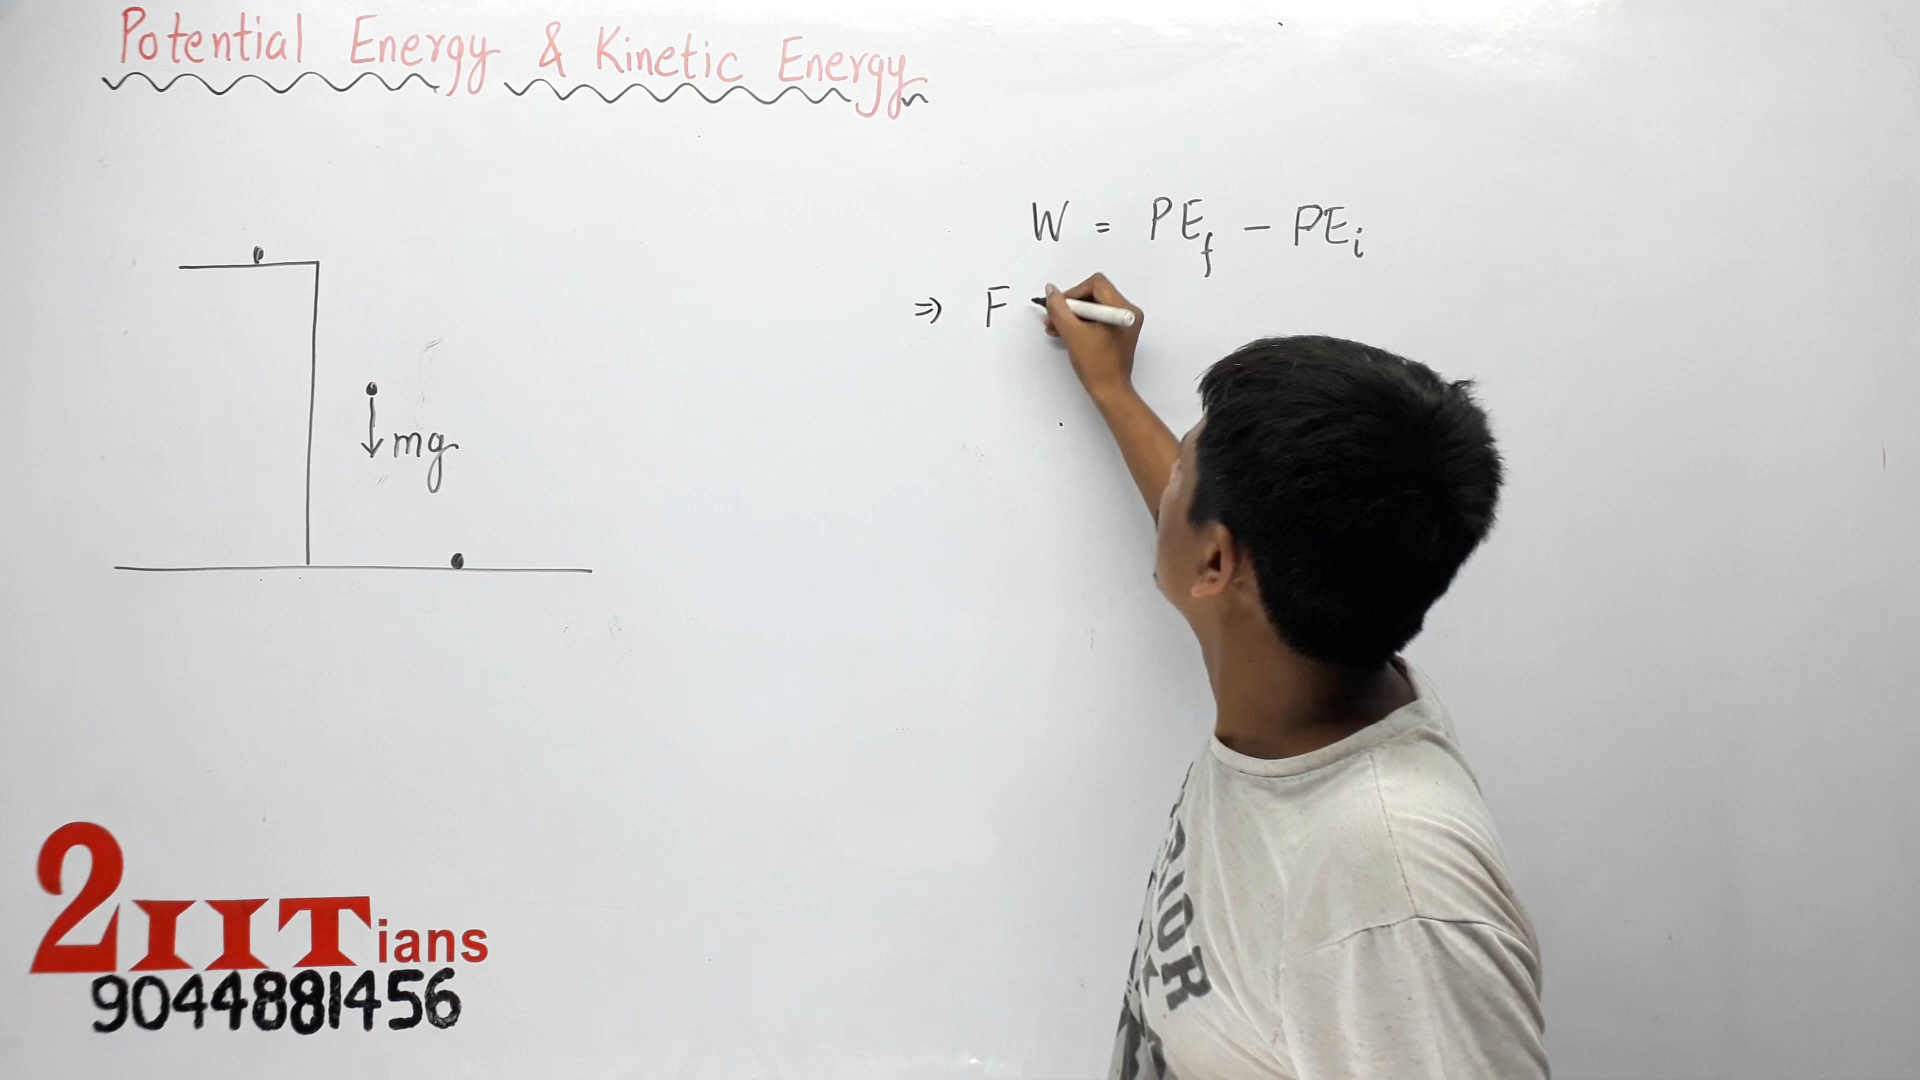 Potential Energy & Kinetic Energy
W = PEf - PEi
⇒ F
mg
2IITians
9044881456